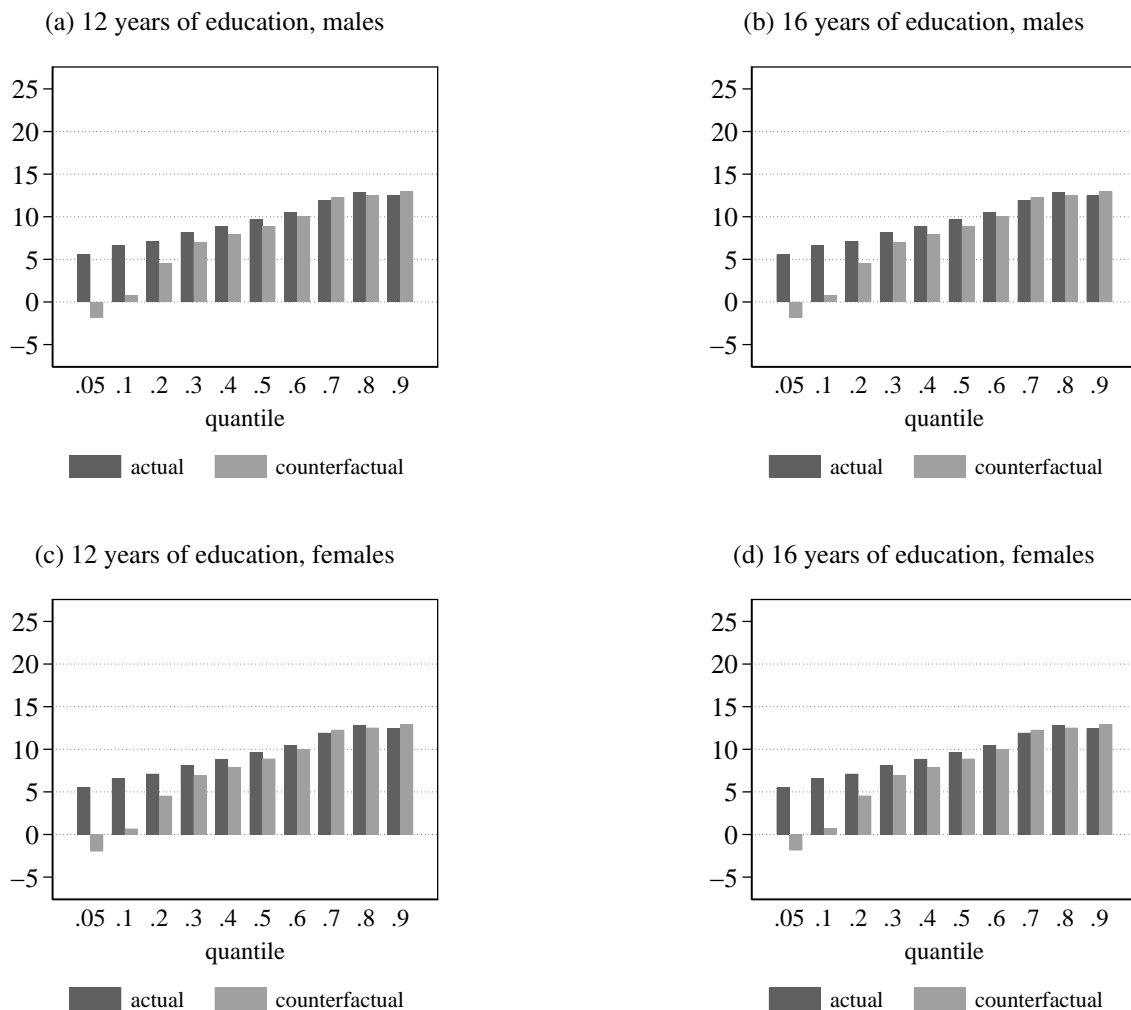 (a) 12 years of education, males
25
20
15
10
5
0
−5
.05 .1 .2 .3 .4 .5 .6 .7 .8 .9
quantile
actual counterfactual
(b) 16 years of education, males
25
20
15
10
5
0
−5
.05 .1 .2 .3 .4 .5 .6 .7 .8 .9
quantile
actual counterfactual
(c) 12 years of education, females
25
20
15
10
5
0
−5
.05 .1 .2 .3 .4 .5 .6 .7 .8 .9
quantile
actual counterfactual
(d) 16 years of education, females
25
20
15
10
5
0
−5
.05 .1 .2 .3 .4 .5 .6 .7 .8 .9
quantile
actual counterfactual